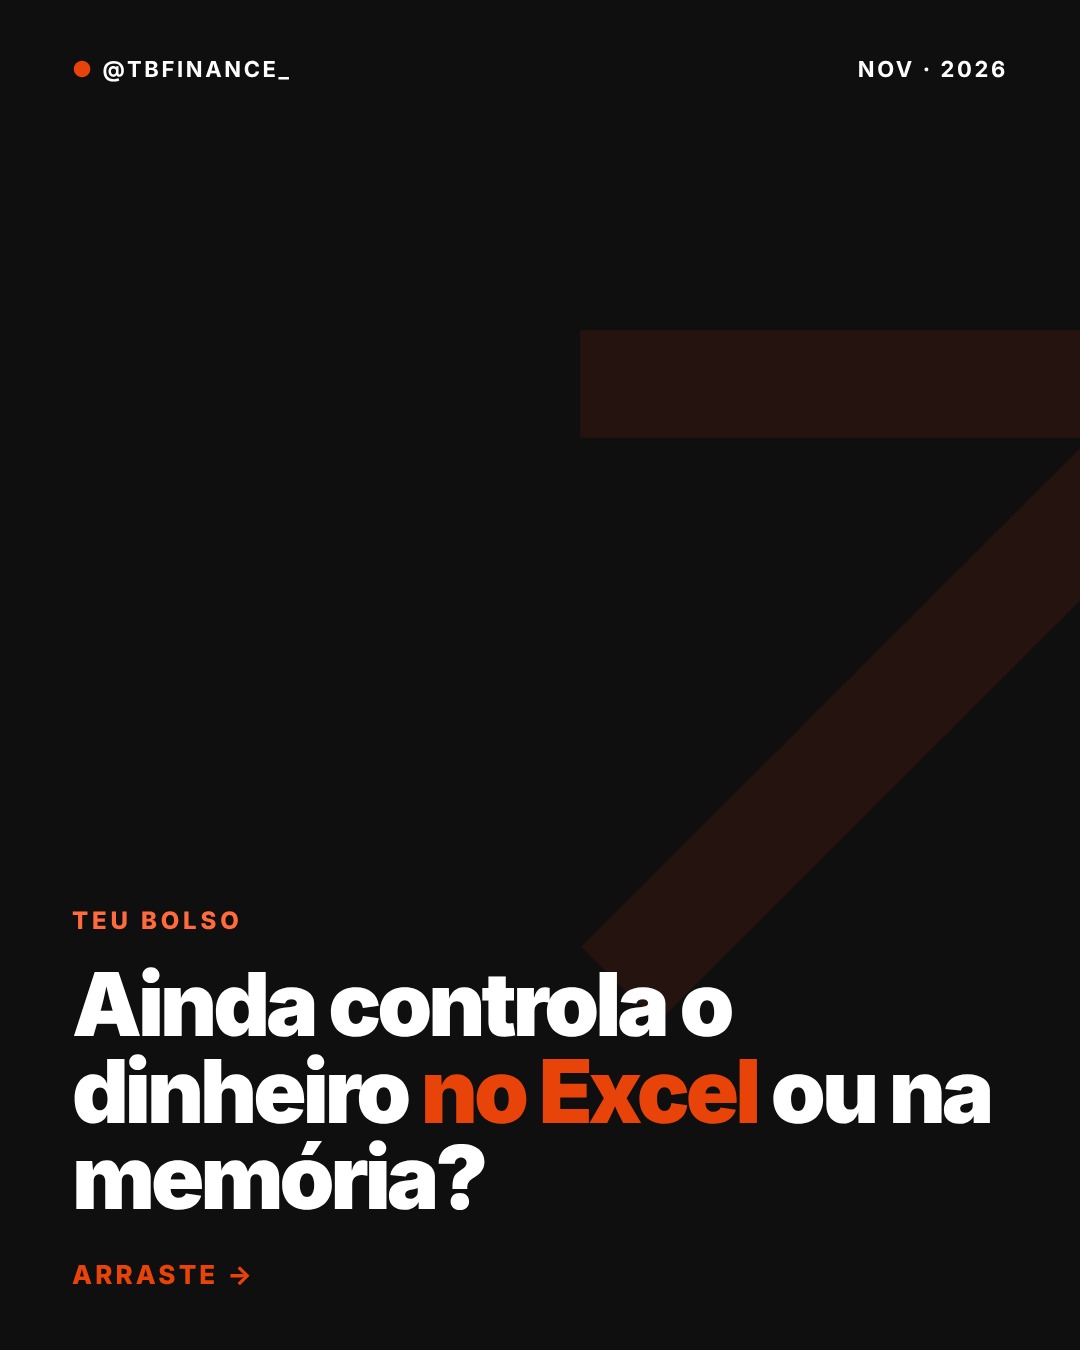 @TBFINANCE_
NOV · 2026
TEU BOLSO
Ainda controla o
dinheiro no Excel ou na
memória?
ARRASTE →